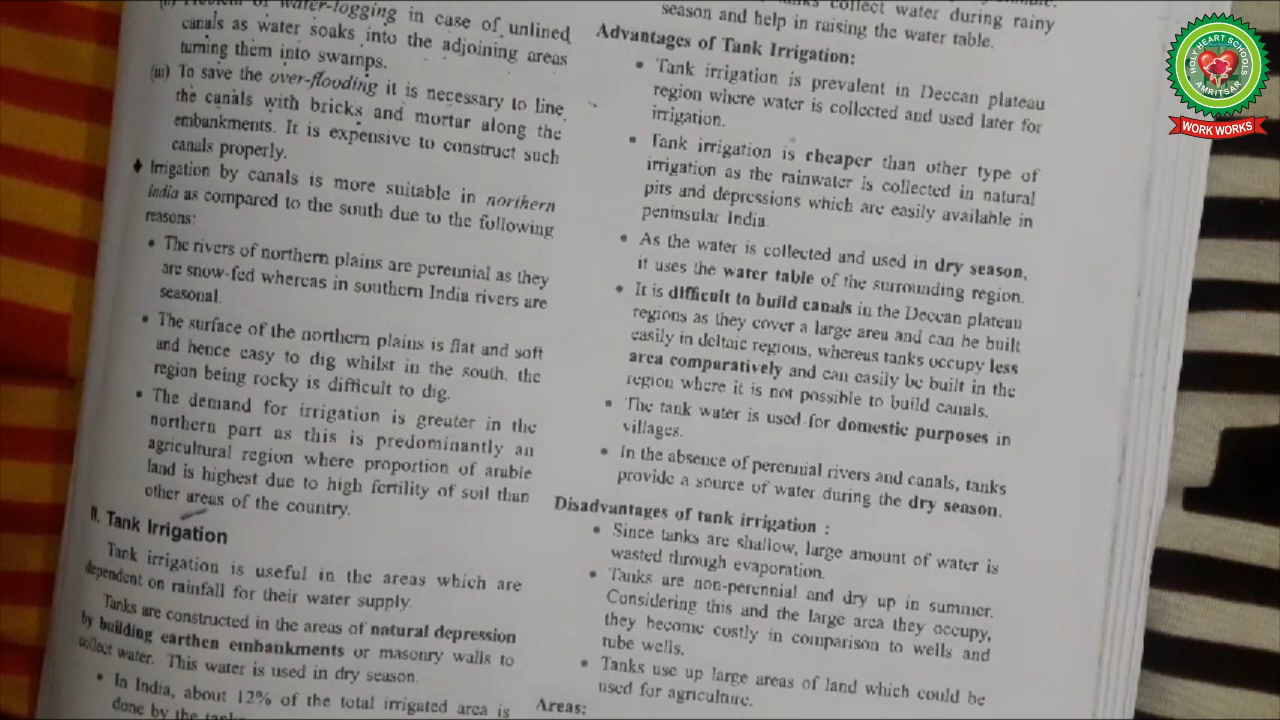 water-logging in case of unlined
canals as water soaks into the adjoining areas
turning them into swamps.
(iii) To save the over-flooding it is necessary to line
the canals with bricks and mortar along the
embankments. It is expensive to construct such
canals properly.
♦ Irrigation by canals is more suitable in northern
India as compared to the south due to the following
reasons:
• The rivers of northern plains are perennial as they
are snow-fed whereas in southern India rivers are
seasonal.
• The surface of the northern plains is flat and soft
and hence easy to dig whilst in the south, the
region being rocky is difficult to dig.
• The demand for irrigation is greater in the
northern part as this is predominantly an
agricultural region where proportion of arable
land is highest due to high fertility of soil than
other areas of the country.
II. Tank Irrigation
Tank irrigation is useful in the areas which are
dependent on rainfall for their water supply.
Tanks are constructed in the areas of natural depression
by building earthen embankments or masonry walls to
collect water. This water is used in dry season.
• In India, about 12% of the total irrigated area is
done by the
collect water during rainy
season and help in raising the water table.
Advantages of Tank Irrigation:
• Tank irrigation is prevalent in Deccan plateau
region where water is collected and used later for
irrigation.
• Tank irrigation is cheaper than other type of
irrigation as the rainwater is collected in natural
pits and depressions which are easily available in
peninsular India.
• As the water is collected and used in dry season,
it uses the water table of the surrounding region.
• It is difficult to build canals in the Deccan plateau
regions as they cover a large area and can be built
easily in deltaic regions, whereas tanks occupy less
area comparatively and can easily be built in the
region where it is not possible to build canals.
• The tank water is used for domestic purposes in
villages.
• In the absence of perennial rivers and canals, tanks
provide a source of water during the dry season.
Disadvantages of tank irrigation :
• Since tanks are shallow, large amount of water is
wasted through evaporation.
• Tanks are non-perennial and dry up in summer.
Considering this and the large area they occupy,
they become costly in comparison to wells and
tube wells.
• Tanks use up large areas of land which could be
used for agriculture.
Areas:
HOLY HEART SCHOOLS
AMRITSAR
WORK WORKS